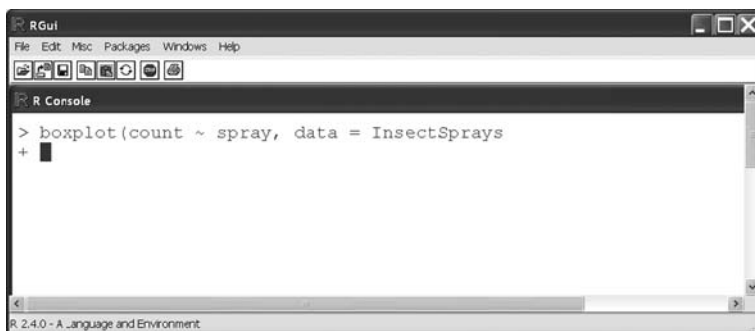 RGui
File Edit Misc Packages Windows Help
STOP
R Console
> boxplot(count ~ spray, data = InsectSprays
+
R 2.4.0 - A Language and Environment